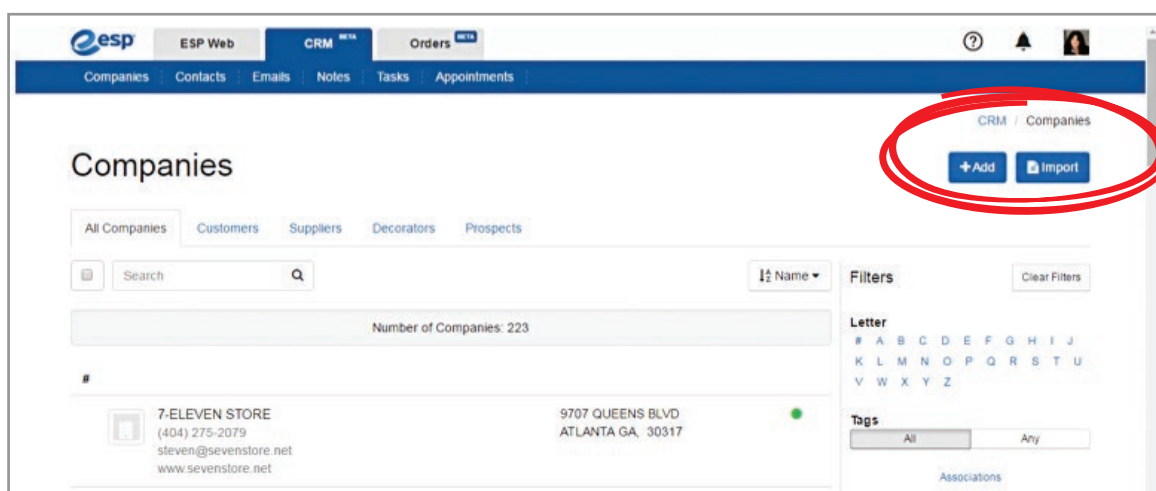 esp ESP Web CRM BETA Orders BETA
Companies Contacts Emails Notes Tasks Appointments
CRM / Companies
Companies
+ Add Import
All Companies Customers Suppliers Decorators Prospects
Search Name Filters Clear Filters
Number of Companies: 223
Letter
# A B C D E F G H I J
K L M N O P Q R S T U
V W X Y Z
#
7-ELEVEN STORE 9707 QUEENS BLVD
(404) 275-2079 ATLANTA GA, 30317
steven@sevenstore.net
www.sevenstore.net
Tags
All Any
Associations